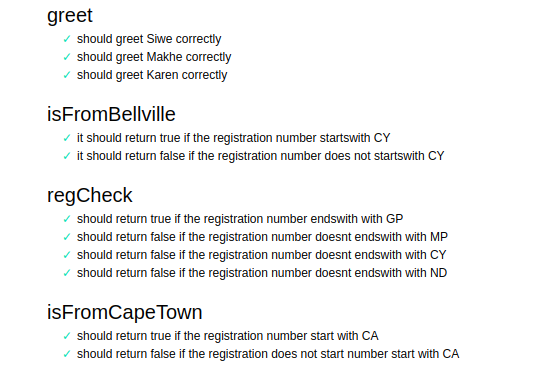 greet
✓ should greet Siwe correctly
✓ should greet Makhe correctly
✓ should greet Karen correctly
isFromBellville
✓ it should return true if the registration number startswith CY
✓ it should return false if the registration number does not startswith CY
regCheck
✓ should return true if the registration number endswith with GP
✓ should return false if the registration number doesnt endswith with MP
✓ should return false if the registration number doesnt endswith with CY
✓ should return false if the registration number doesnt endswith with ND
isFromCapeTown
✓ should return true if the registration number start with CA
✓ should return false if the registration does not start number start with CA